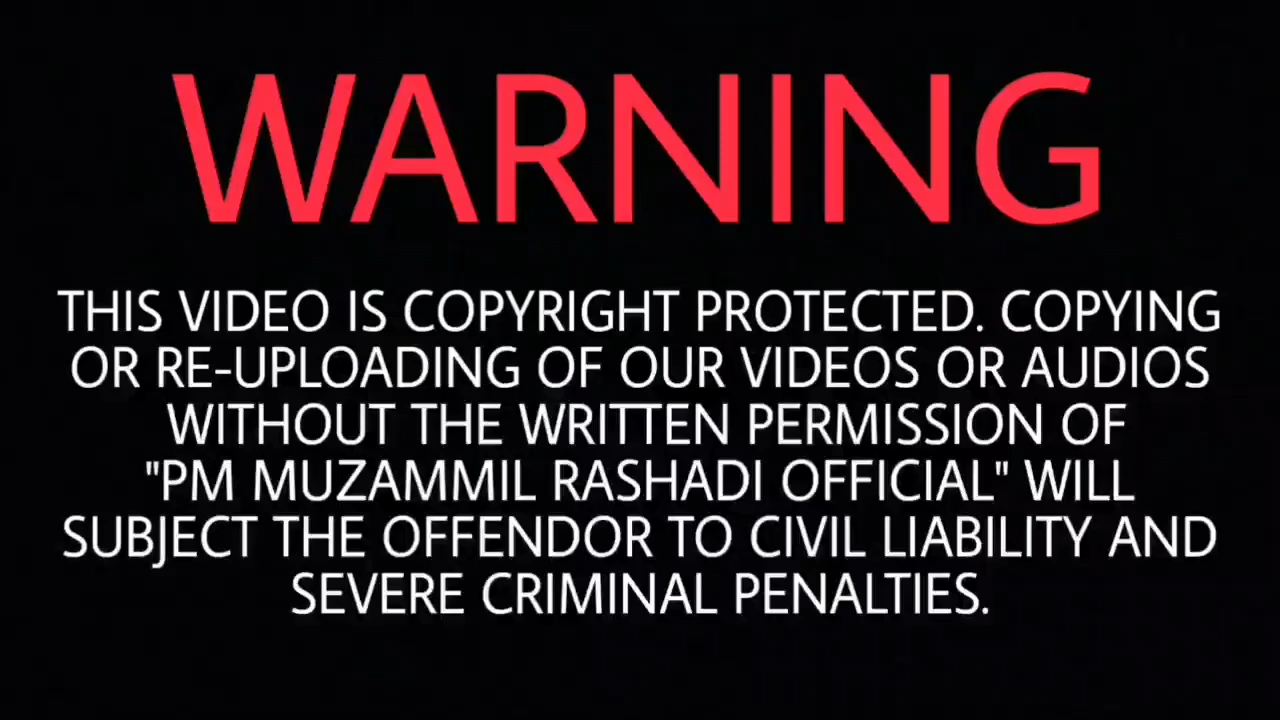 WARNING
THIS VIDEO IS COPYRIGHT PROTECTED. COPYING
OR RE-UPLOADING OF OUR VIDEOS OR AUDIOS
WITHOUT THE WRITTEN PERMISSION OF
"PM MUZAMMIL RASHADI OFFICIAL" WILL
SUBJECT THE OFFENDOR TO CIVIL LIABILITY AND
SEVERE CRIMINAL PENALTIES.